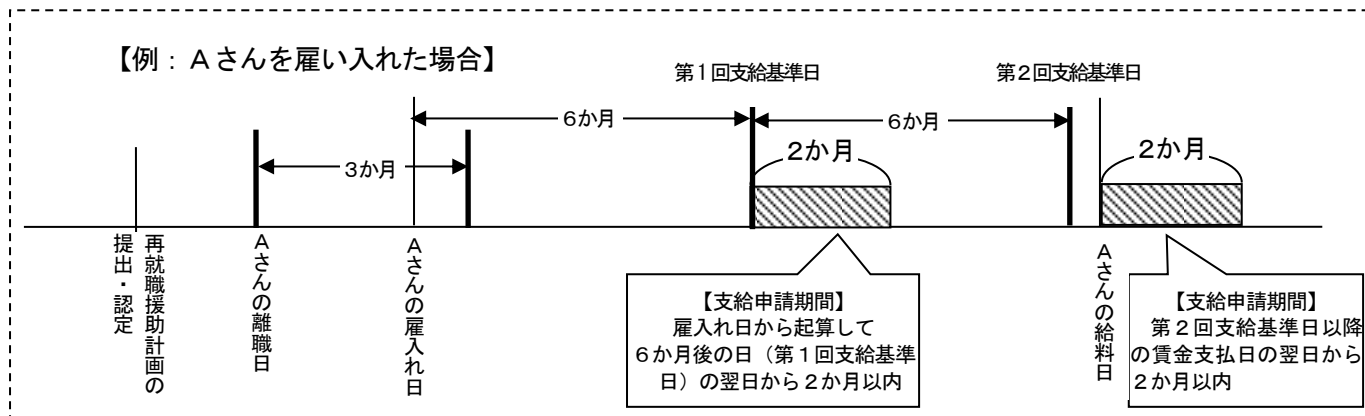 【例：Ａさんを雇い入れた場合】
第１回支給基準日
第２回支給基準日
６か月
６か月
３か月
２か月
２か月
再就職援助計画の
提出・認定
Ａさんの離職日
Ａさんの雇入れ日
Ａさんの給料日
【支給申請期間】
雇入れ日から起算して
６か月後の日（第１回支給基準
日）の翌日から２か月以内
【支給申請期間】
第２回支給基準日以降
の賃金支払日の翌日から
２か月以内